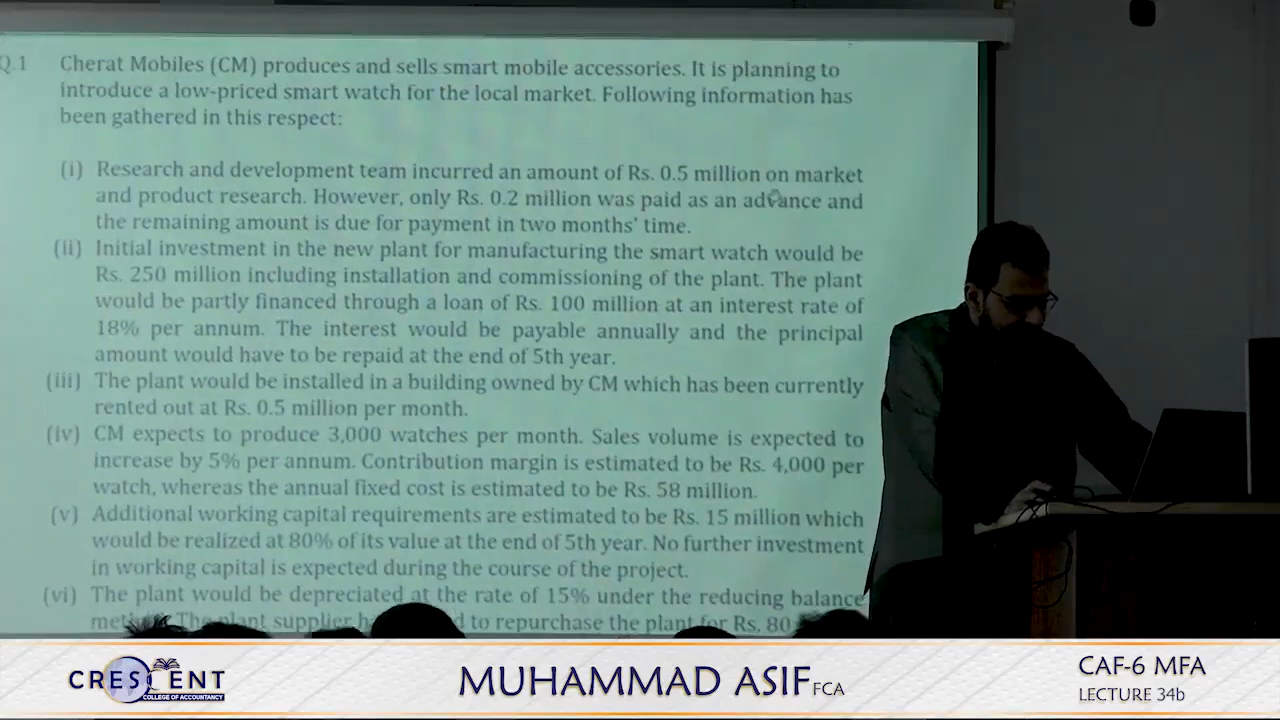 Q.1 Cherat Mobiles (CM) produces and sells smart mobile accessories. It is planning to
introduce a low-priced smart watch for the local market. Following information has
been gathered in this respect:
(i) Research and development team incurred an amount of Rs. 0.5 million on market
and product research. However, only Rs. 0.2 million was paid as an advance and
the remaining amount is due for payment in two months' time.
(ii) Initial investment in the new plant for manufacturing the smart watch would be
Rs. 250 million including installation and commissioning of the plant. The plant
would be partly financed through a loan of Rs. 100 million at an interest rate of
18% per annum. The interest would be payable annually and the principal
amount would have to be repaid at the end of 5th year.
(iii) The plant would be installed in a building owned by CM which has been currently
rented out at Rs. 0.5 million per month.
(iv) CM expects to produce 3,000 watches per month. Sales volume is expected to
increase by 5% per annum. Contribution margin is estimated to be Rs. 4,000 per
watch, whereas the annual fixed cost is estimated to be Rs. 58 million.
(v) Additional working capital requirements are estimated to be Rs. 15 million which
would be realized at 80% of its value at the end of 5th year. No further investment
in working capital is expected during the course of the project.
(vi) The plant would be depreciated at the rate of 15% under the reducing balance
The plant supplier to repurchase the plant for Rs. 80
CRESCENT
COLLEGE OF ACCOUNTANCY
MUHAMMAD ASIF FCA
CAF-6 MFA
LECTURE 34b